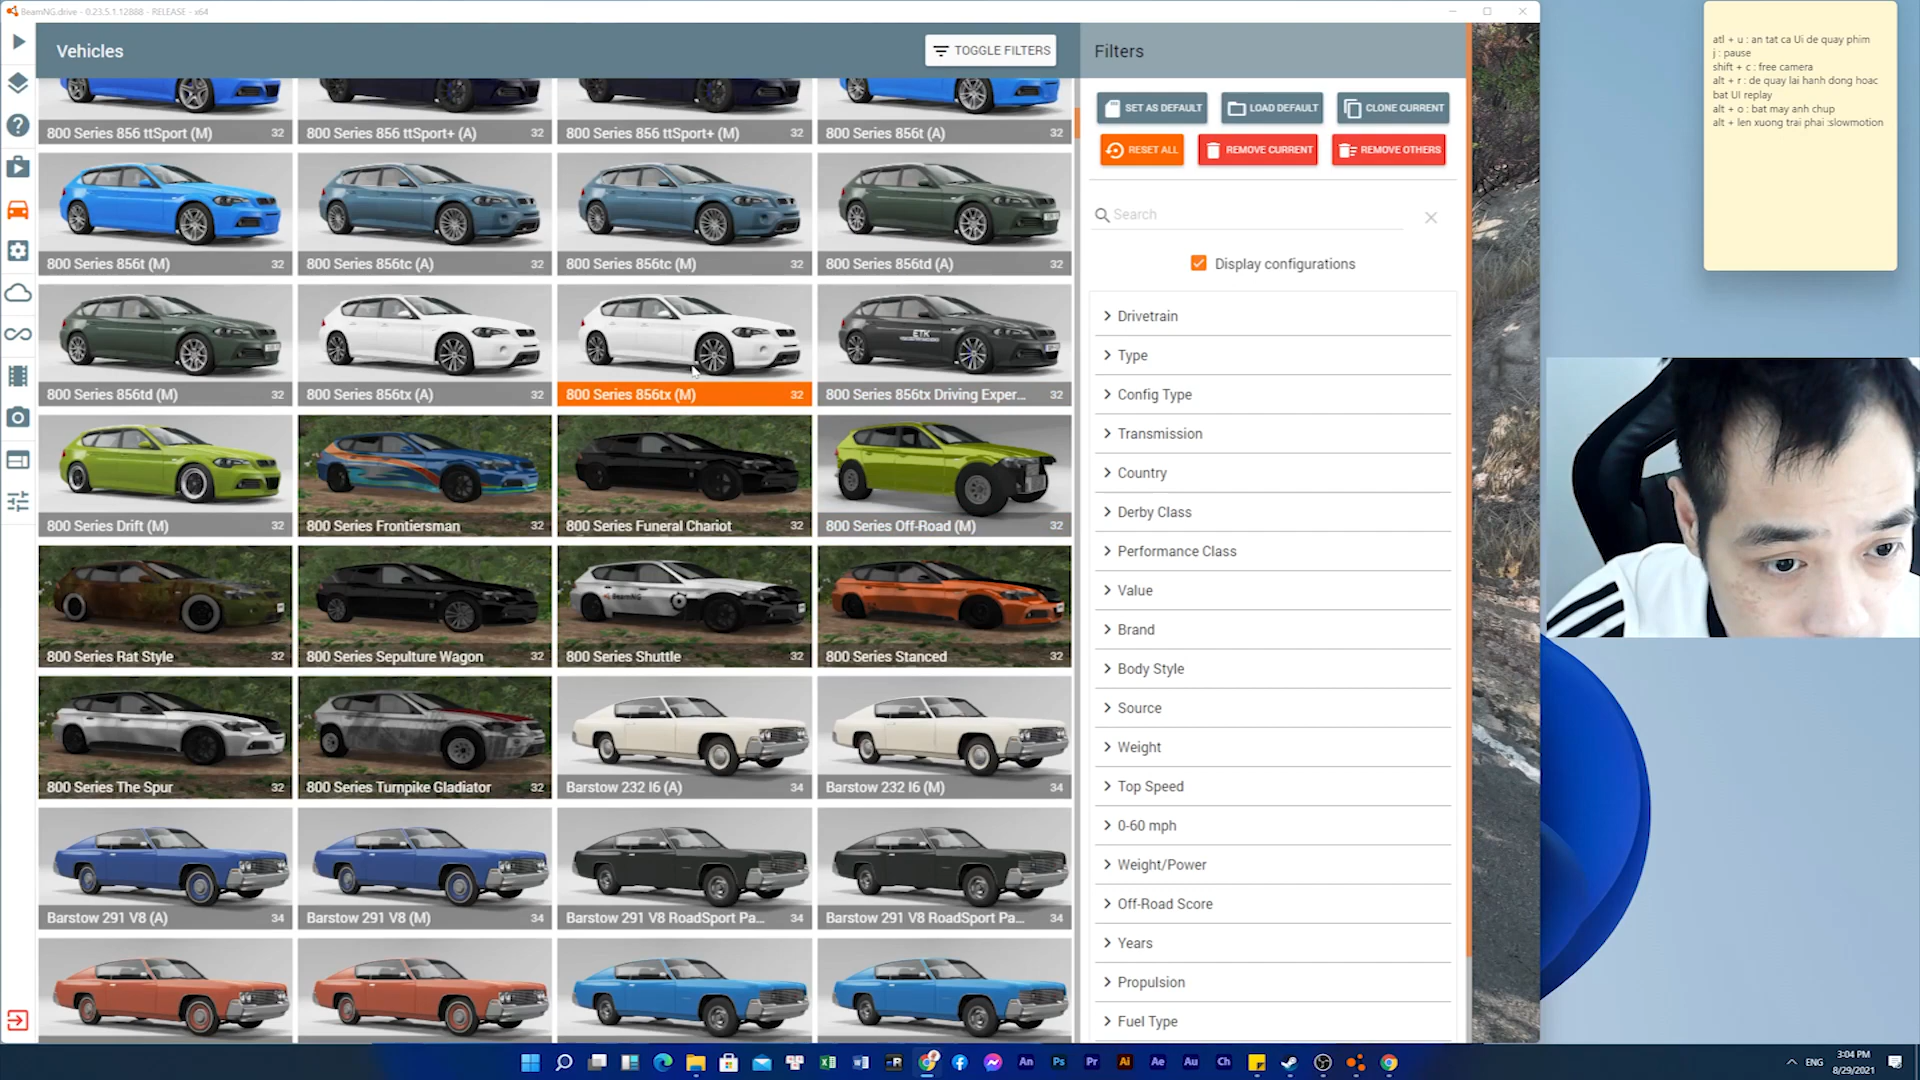 BeamNG.drive - 0.23.5.1.12888 - RELEASE - x64
Vehicles
TOGGLE FILTERS
Filters
800 Series 856 ttSport (M) 32
800 Series 856 ttSport+ (A) 32
800 Series 856 ttSport+ (M) 32
800 Series 856t (A) 32
800 Series 856t (M) 32
800 Series 856tc (A) 32
800 Series 856tc (M) 32
800 Series 856td (A) 32
ETK
800 Series 856td (M) 32
800 Series 856tx (A) 32
800 Series 856tx (M) 32
800 Series 856tx Driving Exper... 32
800 Series Drift (M) 32
800 Series Frontiersman 32
800 Series Funeral Chariot 32
800 Series Off-Road (M) 32
BeamNG
800 Series Rat Style 32
800 Series Sepulture Wagon 32
800 Series Shuttle 32
800 Series Stanced 32
800 Series The Spur 32
800 Series Turnpike Gladiator 32
Barstow 232 I6 (A) 34
Barstow 232 I6 (M) 34
Barstow 291 V8 (A) 34
Barstow 291 V8 (M) 34
Barstow 291 V8 RoadSport Pa... 34
Barstow 291 V8 RoadSport Pa... 34
SET AS DEFAULT
LOAD DEFAULT
CLONE CURRENT
RESET ALL
REMOVE CURRENT
REMOVE OTHERS
Search
Display configurations
Drivetrain
Type
Config Type
Transmission
Country
Derby Class
Performance Class
Value
Brand
Body Style
Source
Weight
Top Speed
0-60 mph
Weight/Power
Off-Road Score
Years
Propulsion
Fuel Type
atl + u : an tat ca Ui de quay phim
j : pause
shift + c : free camera
alt + r : de quay lai hanh dong hoac
bat UI replay
alt + o : bat may anh chup
alt + len xuong trai phai :slowmotion
An Ps Pr Ai Ae Au Ch
ENG
3:04 PM
8/29/2021